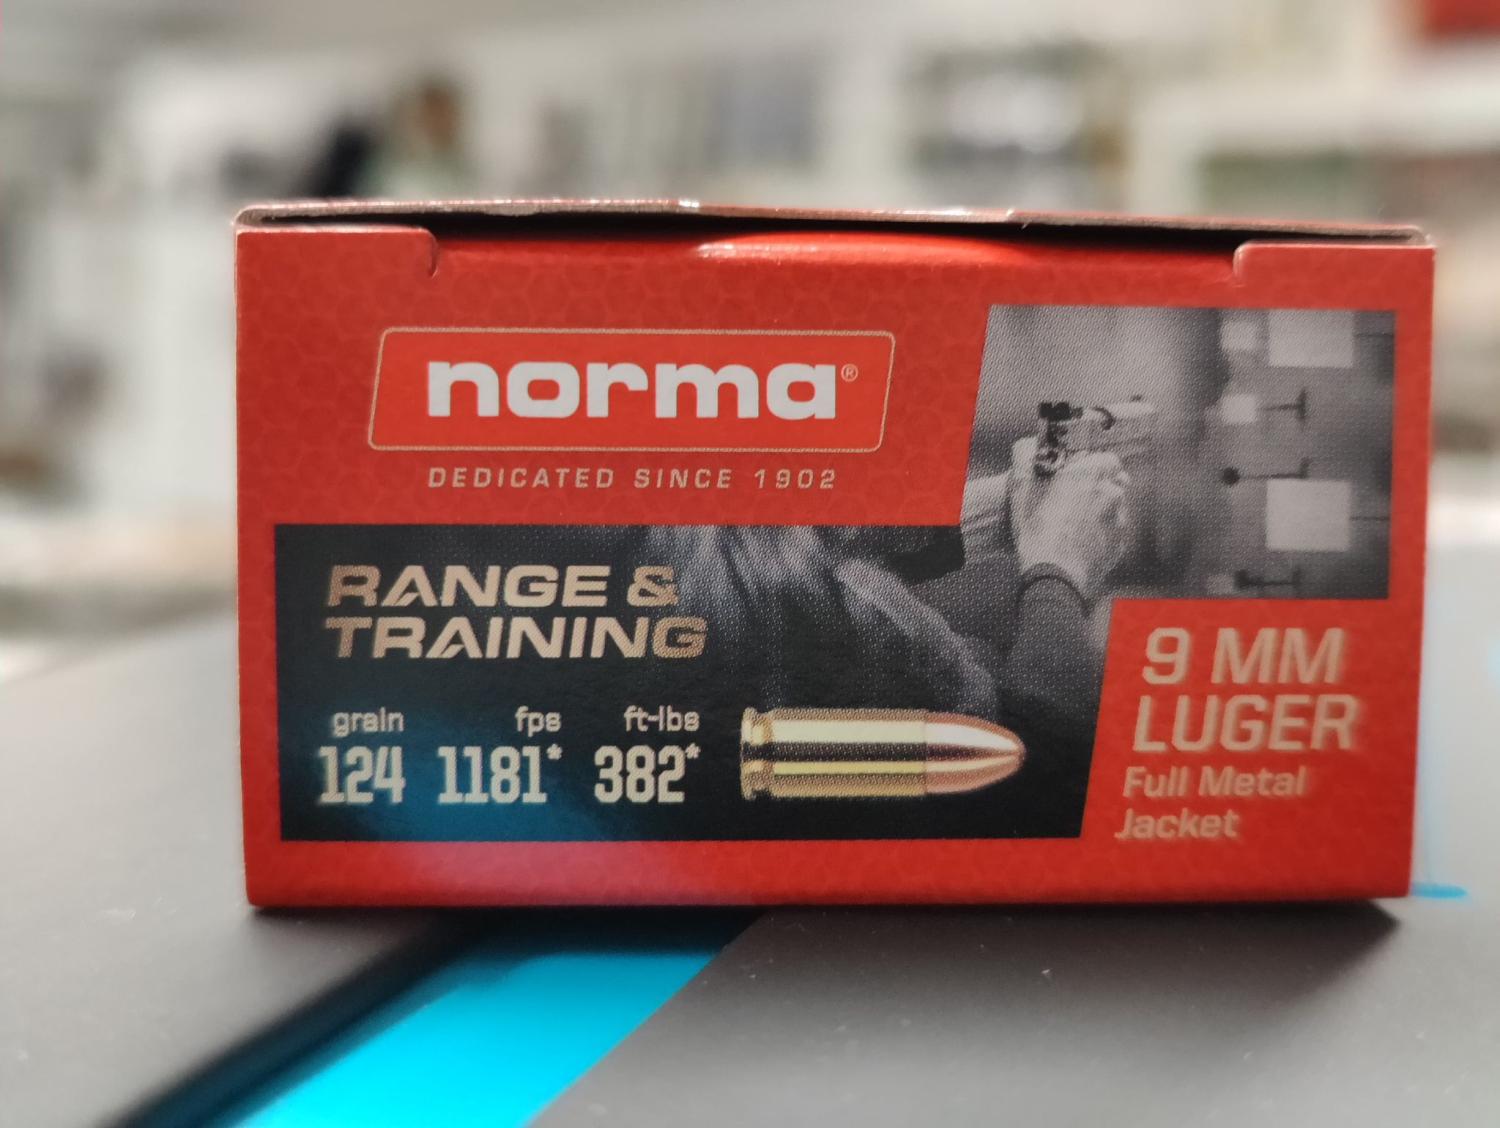 norma®
DEDICATED SINCE 1902
RANGE &
TRAINING
grain fps ft-lbs
124 1181* 382*
9 MM
LUGER
Full Metal
Jacket